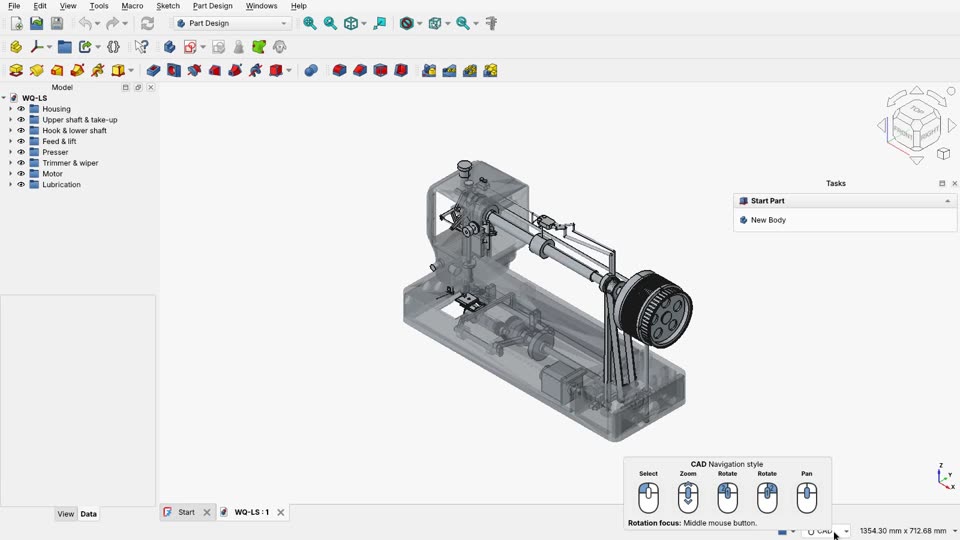 File Edit View Tools Macro Sketch Part Design Windows Help
Part Design
Model
WQ-LS
Housing
Upper shaft & take-up
Hook & lower shaft
Feed & lift
Presser
Trimmer & wiper
Motor
Lubrication
FRONT RIGHT
Tasks
Start Part
New Body
CAD Navigation style
Select Zoom Rotate Rotate Pan
Rotation focus: Middle mouse button.
Z
Y
X
View Data
Start WQ-LS : 1
CAD 1354.30 mm x 712.68 mm